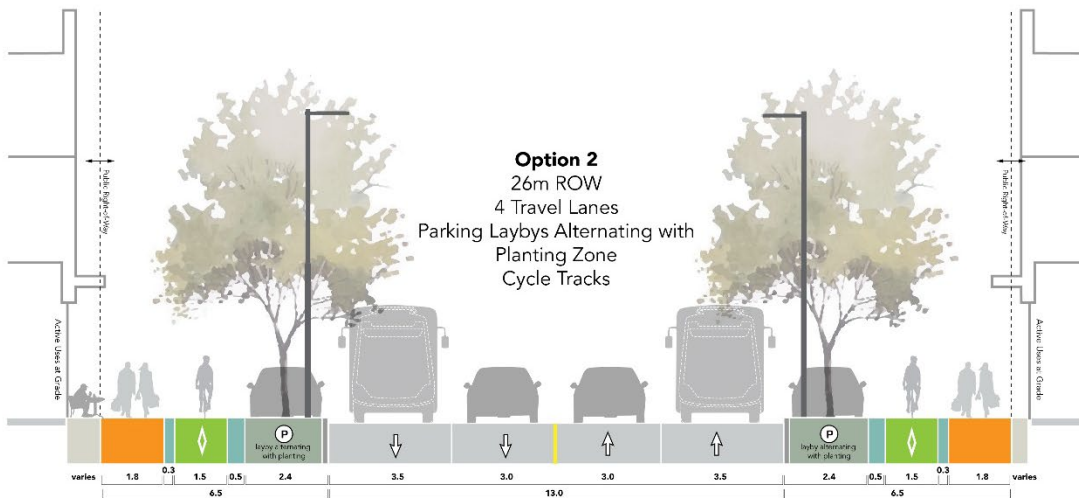 Option 2
26m ROW
4 Travel Lanes
Parking Laybys Alternating with
Planting Zone
Cycle Tracks
Public Right-of-Way
Public Right-of-Way
Active Uses at Grade
Active Uses at Grade
P
layby alternating
with planting
P
layby alternating
with planting
varies
1.8
0.3
1.5
0.5
2.4
3.5
3.0
3.0
3.5
2.4
0.5
1.5
0.3
1.8
varies
6.5
13.0
6.5